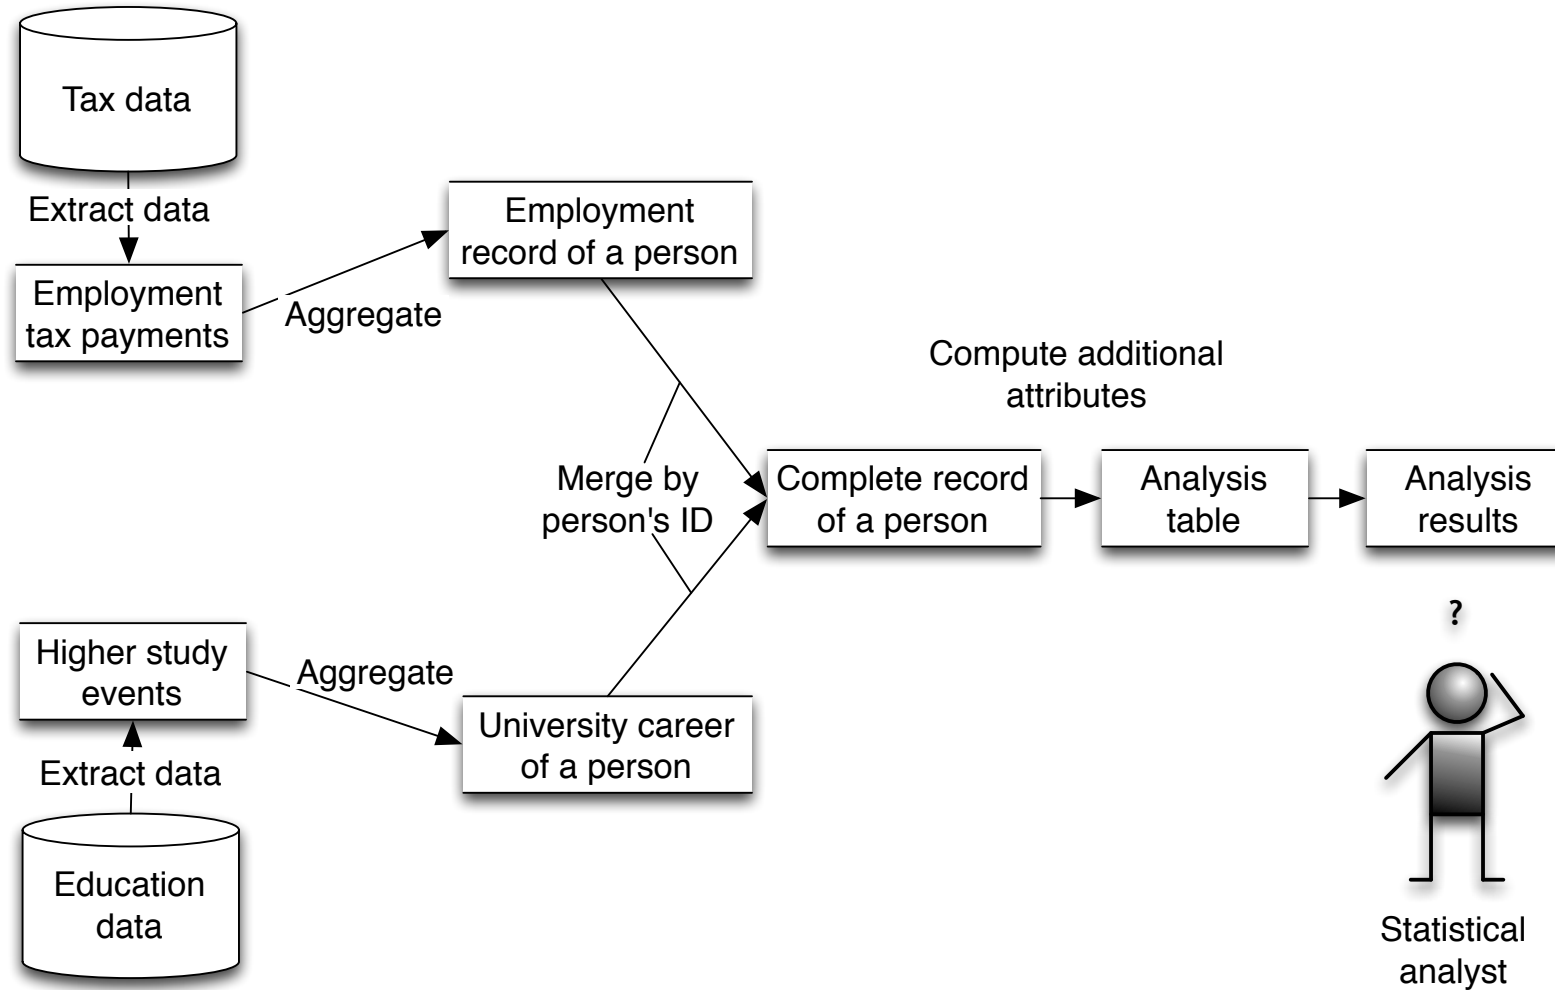 Tax data
Extract data
Employment
tax payments
Aggregate
Employment
record of a person
Merge by
person's ID
Compute additional
attributes
Complete record
of a person
Analysis
table
Analysis
results
?
Higher study
events
Aggregate
University career
of a person
Extract data
Education
data
Statistical
analyst